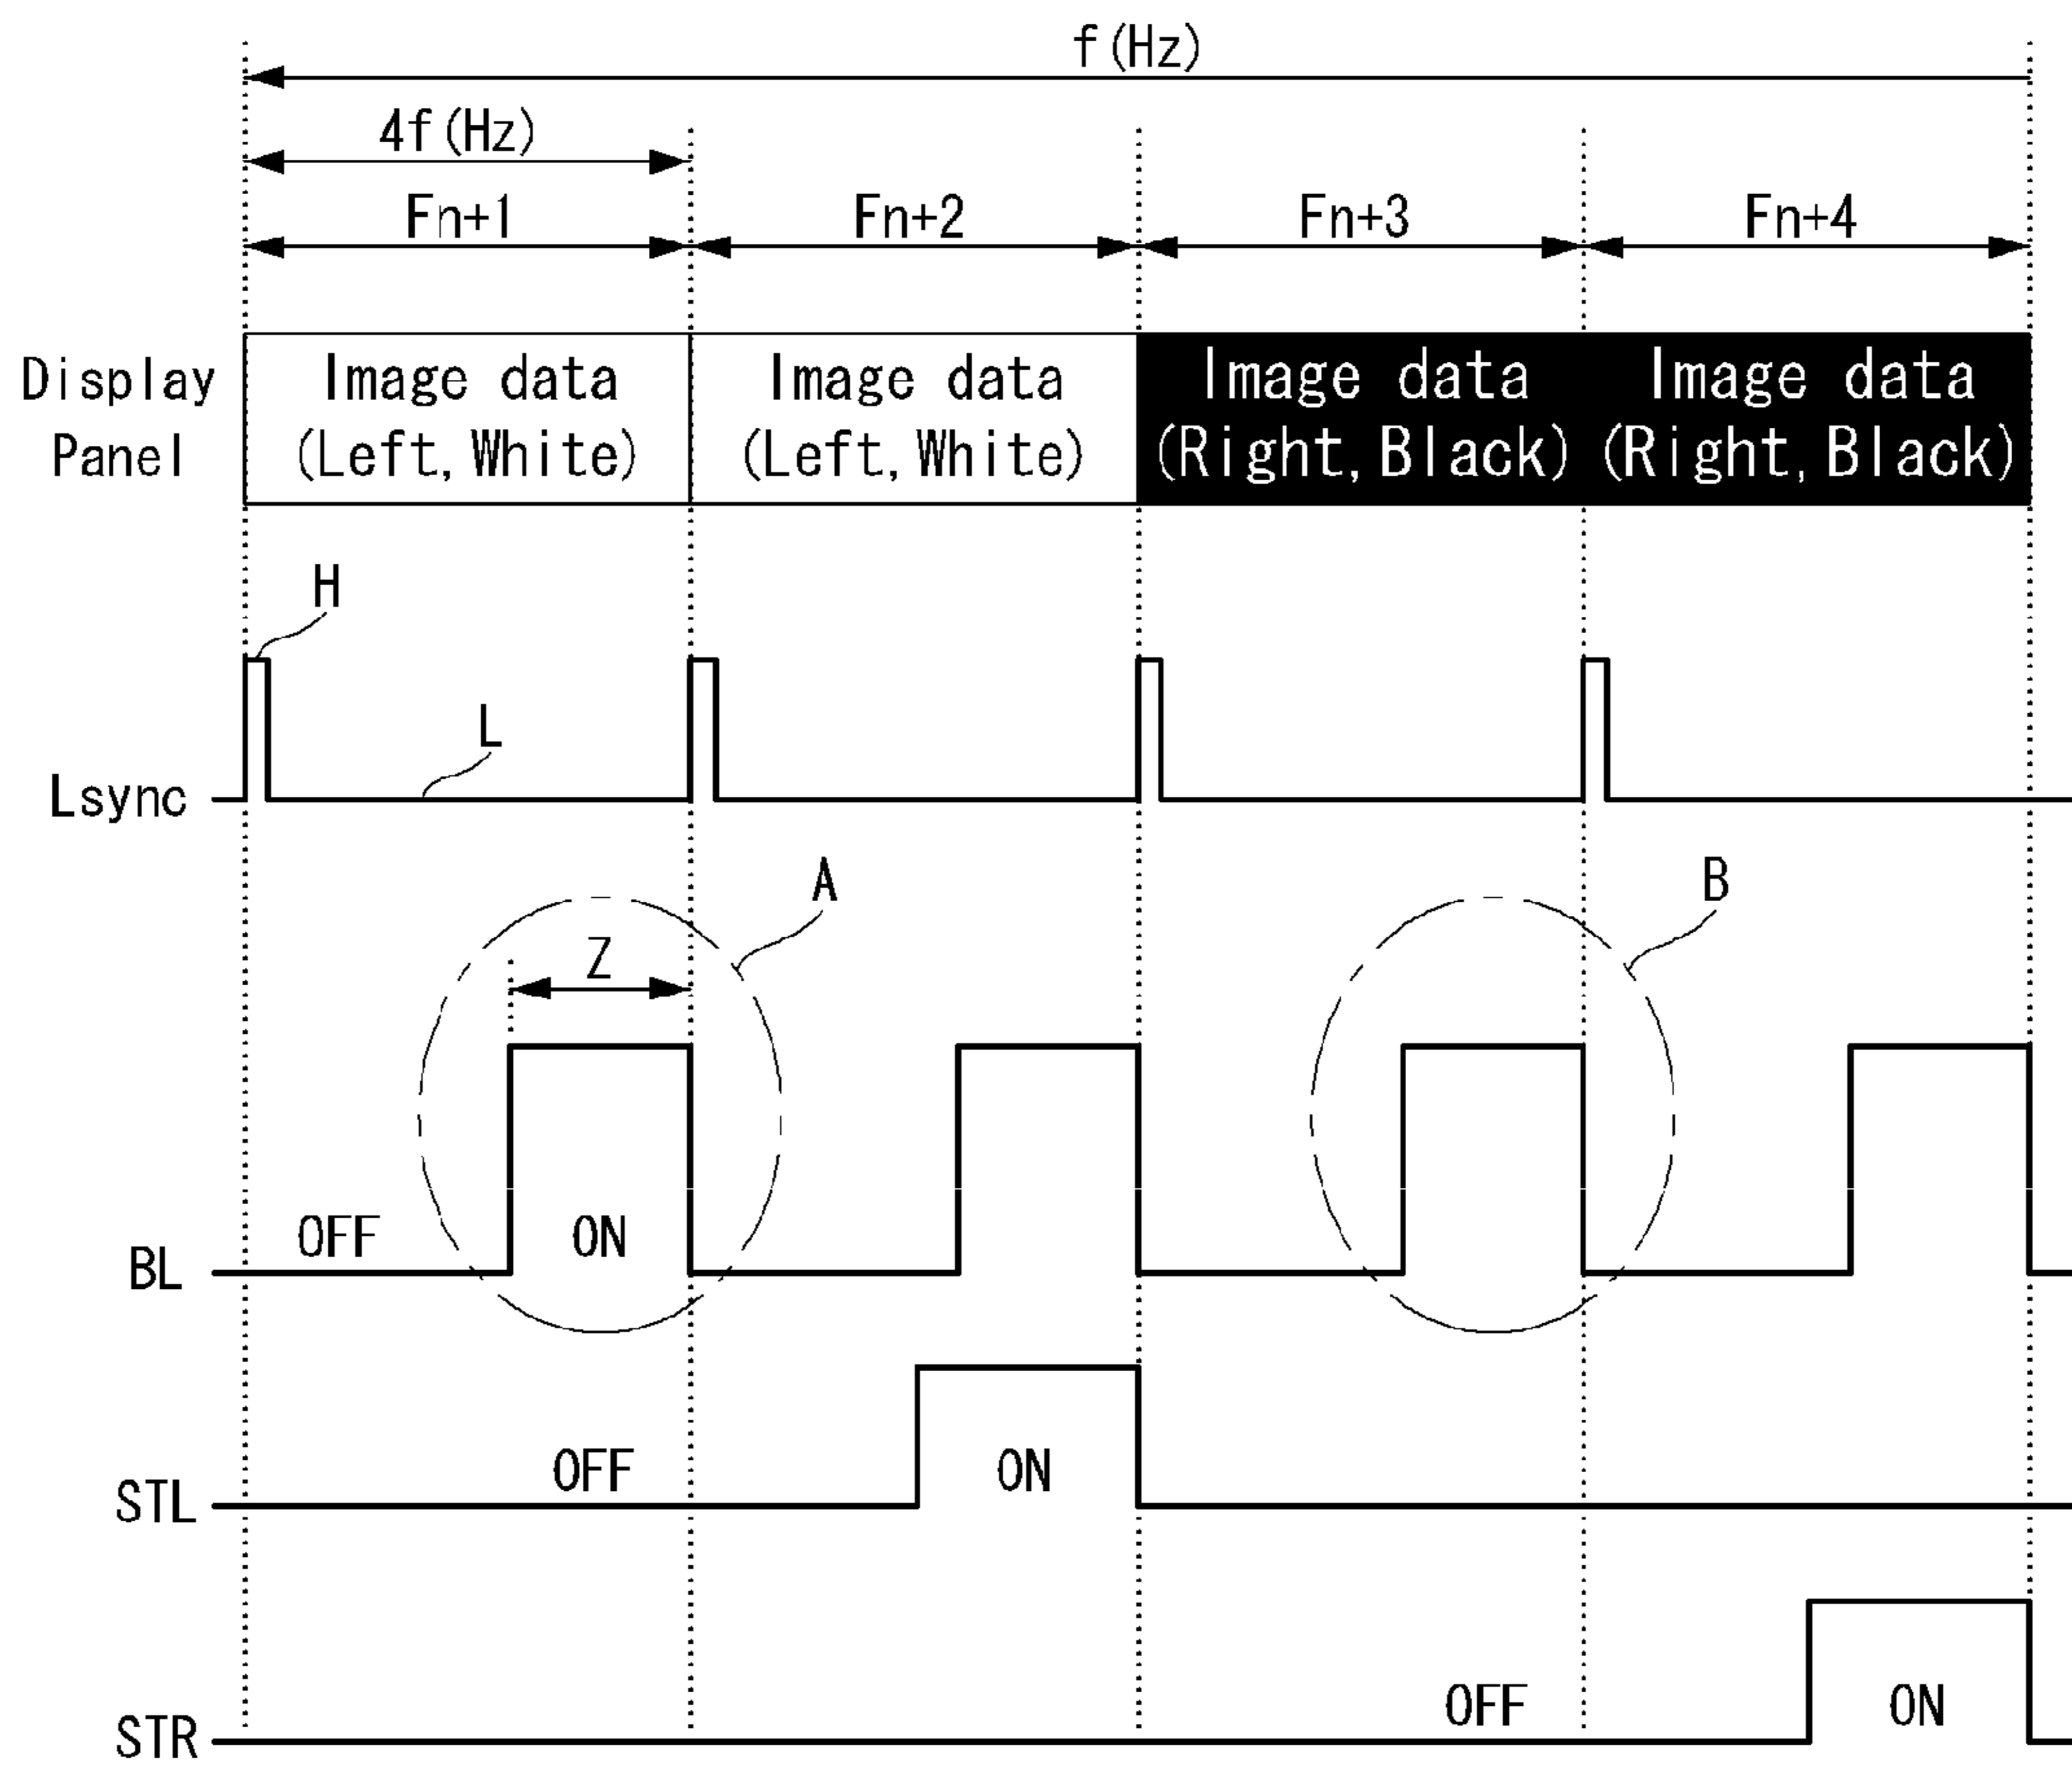 f(Hz)
4f(Hz)
Fn+1 Fn+2 Fn+3 Fn+4
Display Panel
Image data (Left,White)
Image data (Left,White)
Image data (Right,Black)
Image data (Right,Black)
H
L
Lsync
A
B
Z
OFF ON
BL
OFF ON
STL
OFF ON
STR